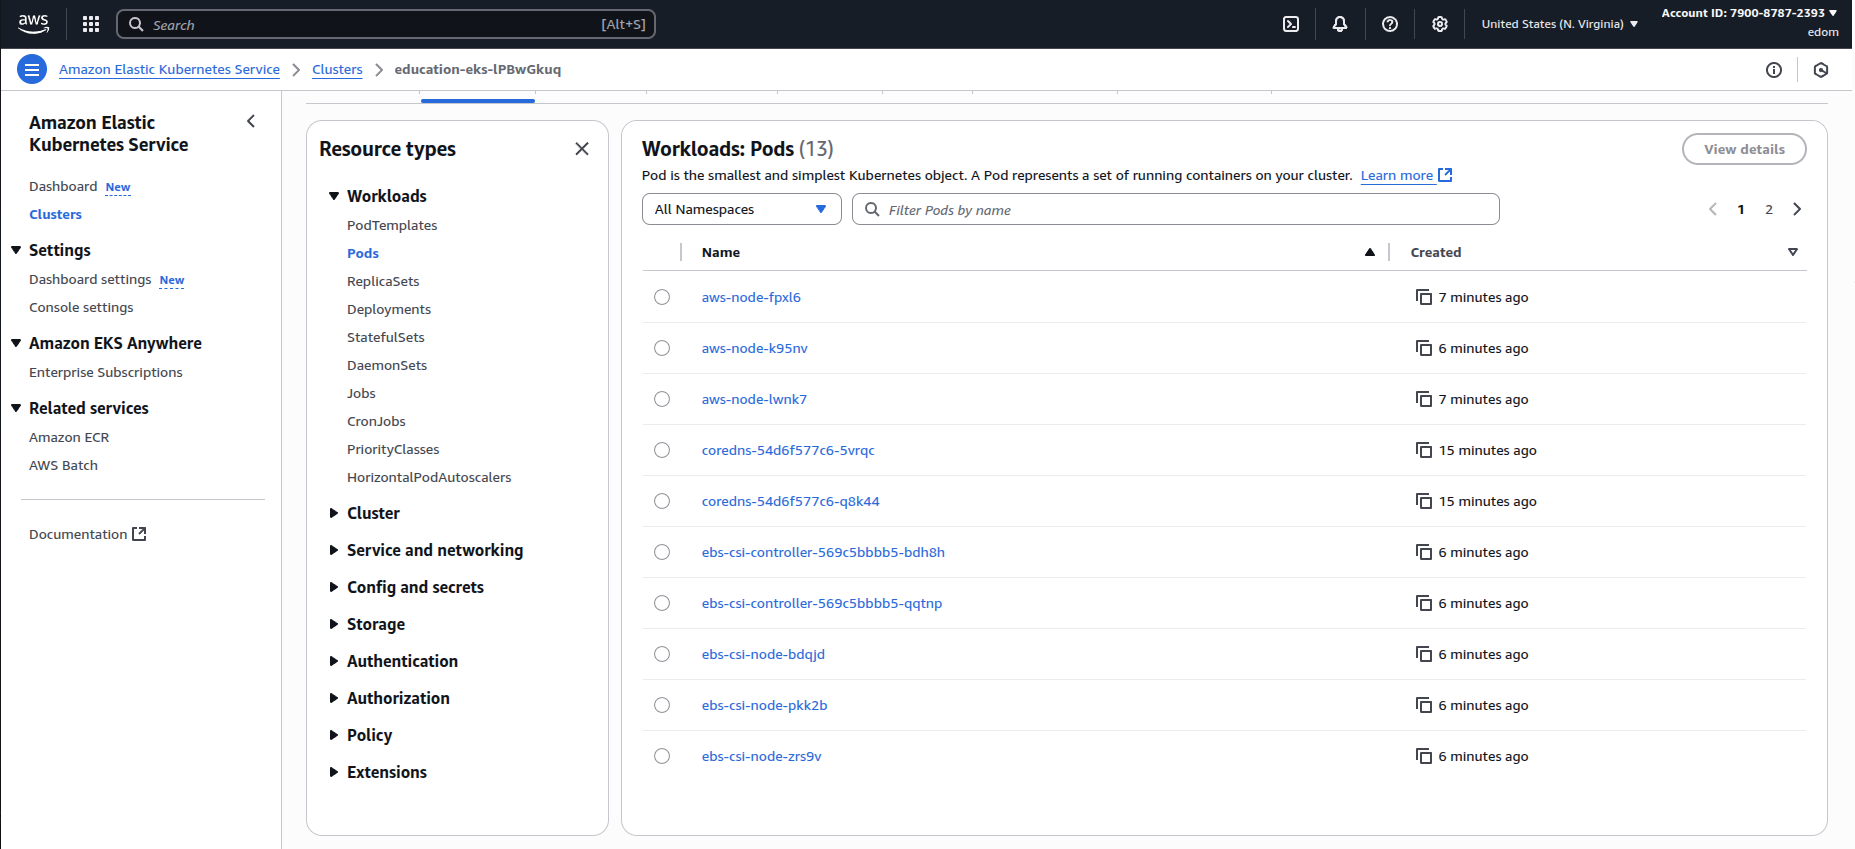 aws
Search [Alt+S]
United States (N. Virginia)
Account ID: 7900-8787-2393
edom
Amazon Elastic Kubernetes Service
Clusters
education-eks-lPBwGkuq
Amazon Elastic
Kubernetes Service
Dashboard New
Clusters
Settings
Dashboard settings New
Console settings
Amazon EKS Anywhere
Enterprise Subscriptions
Related services
Amazon ECR
AWS Batch
Documentation
Resource types
Workloads
PodTemplates
Pods
ReplicaSets
Deployments
StatefulSets
DaemonSets
Jobs
CronJobs
PriorityClasses
HorizontalPodAutoscalers
Cluster
Service and networking
Config and secrets
Storage
Authentication
Authorization
Policy
Extensions
Workloads: Pods (13)
View details
Pod is the smallest and simplest Kubernetes object. A Pod represents a set of running containers on your cluster. Learn more
All Namespaces
Filter Pods by name
1 2
Name Created
aws-node-fpxl6 7 minutes ago
aws-node-k95nv 6 minutes ago
aws-node-lwnk7 7 minutes ago
coredns-54d6f577c6-5vrqc 15 minutes ago
coredns-54d6f577c6-q8k44 15 minutes ago
ebs-csi-controller-569c5bbbb5-bdh8h 6 minutes ago
ebs-csi-controller-569c5bbbb5-qqtnp 6 minutes ago
ebs-csi-node-bdqjd 6 minutes ago
ebs-csi-node-pkk2b 6 minutes ago
ebs-csi-node-zrs9v 6 minutes ago